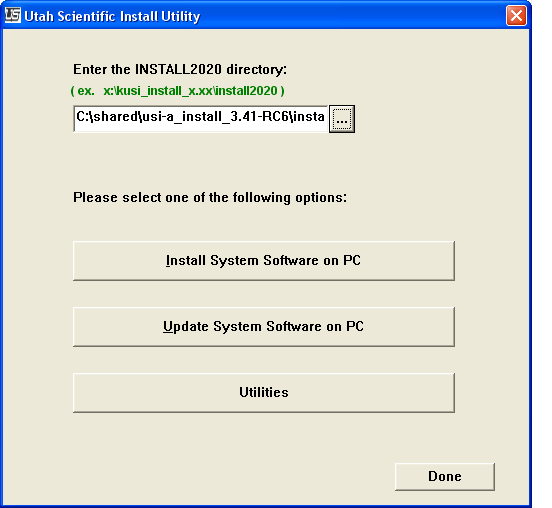 Utah Scientific Install Utility
Enter the INSTALL2020 directory:
( ex. x:\kusi_install_x.xx\install2020 )
C:\shared\usi-a_install_3.41-RC6\insta
...
Please select one of the following options:
Install System Software on PC
Update System Software on PC
Utilities
Done